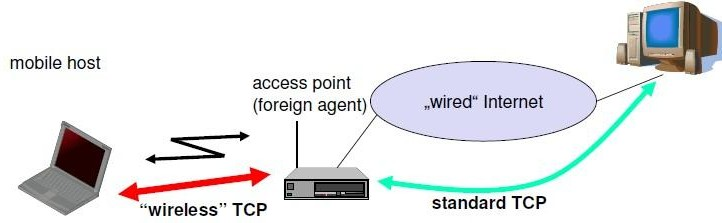 mobile host
access point
(foreign agent)
„wired“ Internet
“wireless” TCP
standard TCP